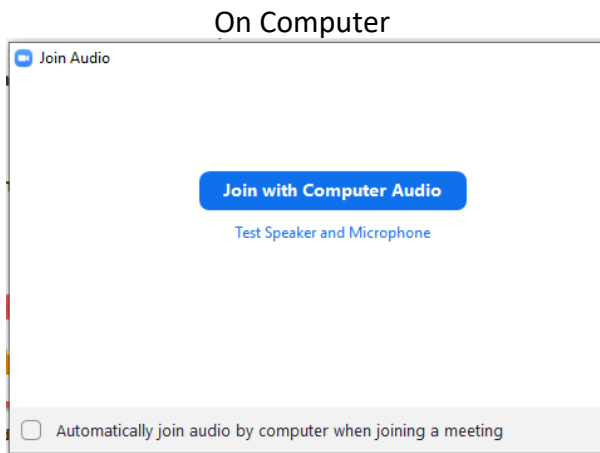 On Computer
Join Audio
Join with Computer Audio
Test Speaker and Microphone
Automatically join audio by computer when joining a meeting